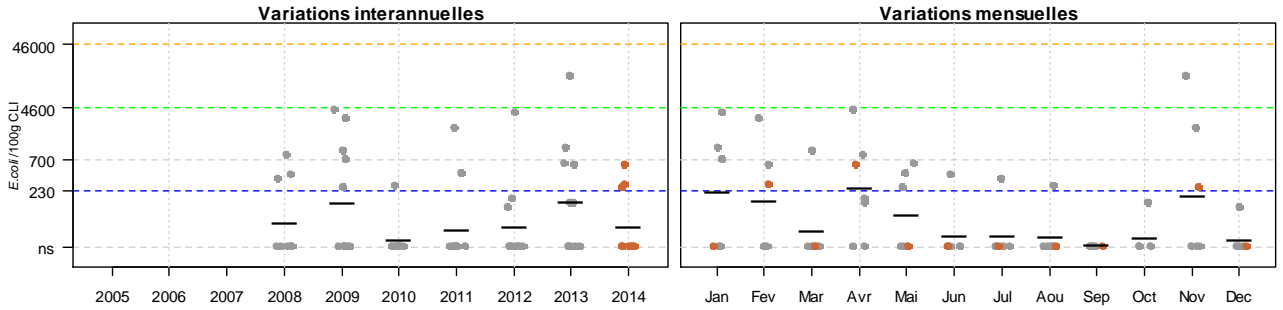 Variations interannuelles
Variations mensuelles
E.coli/100g CLI
46000
4600
700
230
ns
2005 2006 2007 2008 2009 2010 2011 2012 2013 2014
Jan Fev Mar Avr Mai Jun Jul Aou Sep Oct Nov Dec